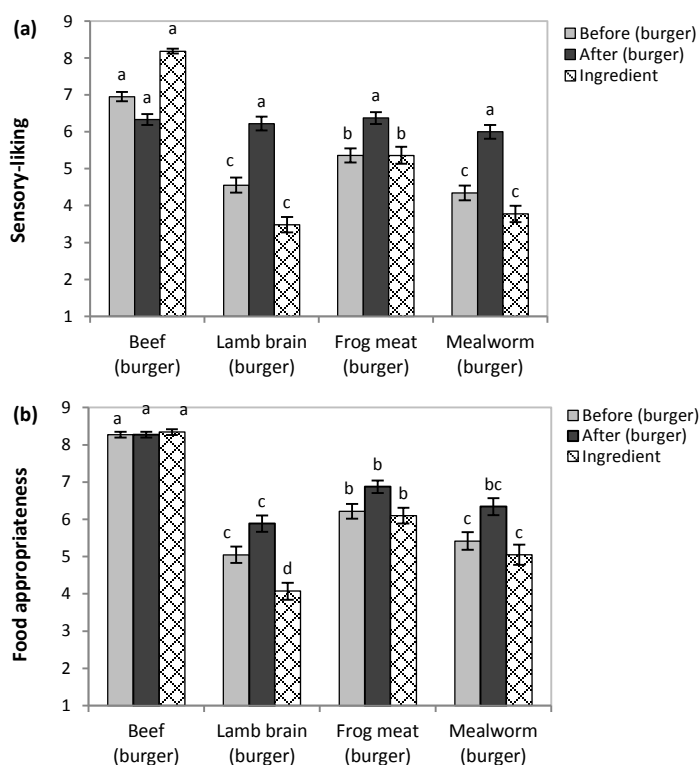 (a)
Sensory-liking
9
8
7
6
5
4
3
2
1
a
a
a
c
a
c
b
a
b
c
a
c
Beef
(burger)
Lamb brain
(burger)
Frog meat
(burger)
Mealworm
(burger)
Before (burger)
After (burger)
Ingredient
(b)
Food appropriateness
9
8
7
6
5
4
3
2
1
a
a
a
c
c
d
b
b
b
c
bc
c
Beef
(burger)
Lamb brain
(burger)
Frog meat
(burger)
Mealworm
(burger)
Before (burger)
After (burger)
Ingredient